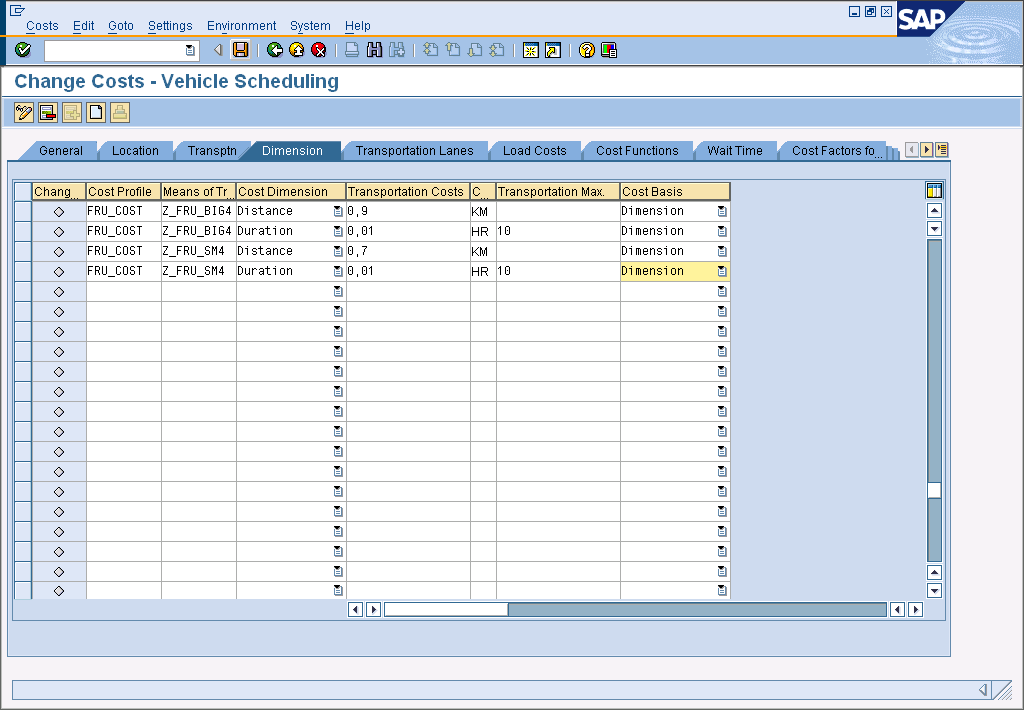 Costs Edit Goto Settings Environment System Help
SAP
Change Costs - Vehicle Scheduling
General Location Transptn Dimension Transportation Lanes Load Costs Cost Functions Wait Time Cost Factors fo...
Chang... Cost Profile Means of Tr... Cost Dimension Transportation Costs C... Transportation Max. Cost Basis
FRU_COST Z_FRU_BIG4 Distance 0,9 KM Dimension
FRU_COST Z_FRU_BIG4 Duration 0,01 HR 10 Dimension
FRU_COST Z_FRU_SM4 Distance 0,7 KM Dimension
FRU_COST Z_FRU_SM4 Duration 0,01 HR 10 Dimension